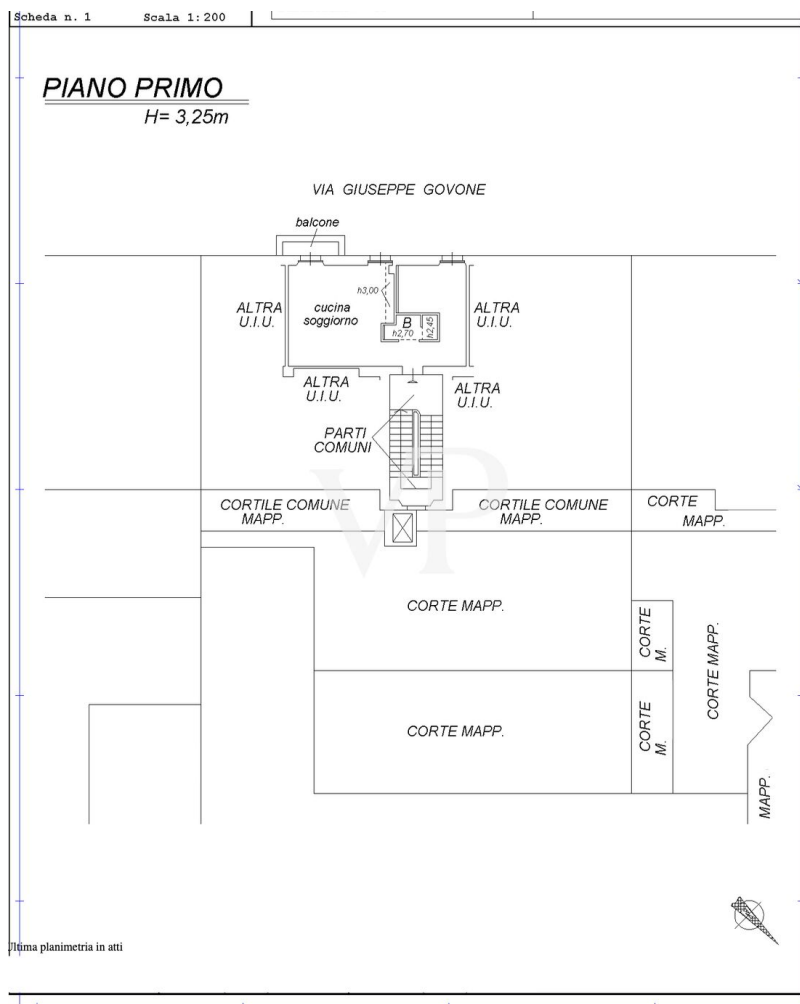 Scheda n. 1 Scala 1:200
PIANO PRIMO
H= 3,25m
VIA GIUSEPPE GOVONE
balcone
h3,00
ALTRA
U.I.U.
cucina
soggiorno
B
h2,70
h2,45
ALTRA
U.I.U.
ALTRA
U.I.U.
ALTRA
U.I.U.
PARTI
COMUNI
VP
CORTILE COMUNE
MAPP.
CORTILE COMUNE
MAPP.
CORTE
MAPP.
CORTE MAPP.
CORTE
M.
CORTE MAPP.
CORTE MAPP.
CORTE
M.
MAPP.
Ultima planimetria in atti